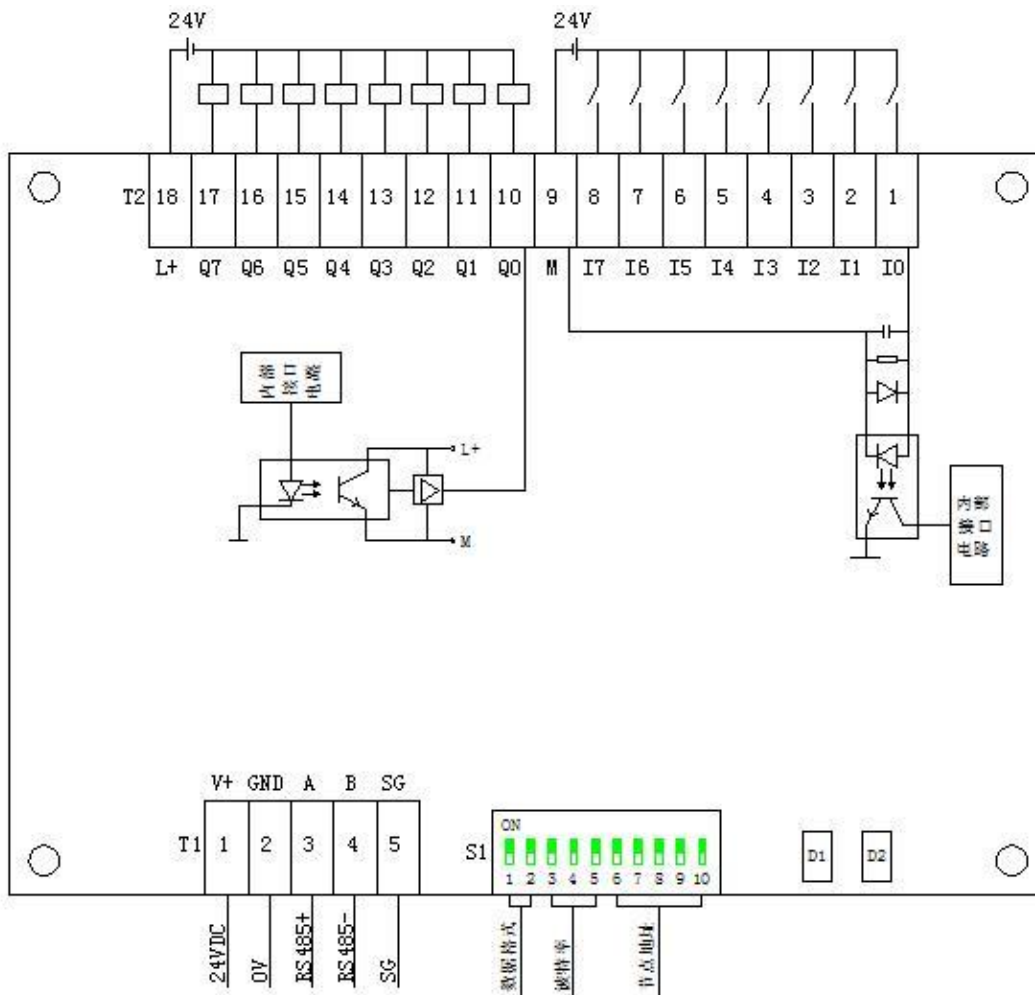 24V 24V
T2 18 17 16 15 14 13 12 11 10 9 8 7 6 5 4 3 2 1
L+ Q7 Q6 Q5 Q4 Q3 Q2 Q1 Q0 M I7 I6 I5 I4 I3 I2 I1 I0
内部
接口
电路
L+
M
内部
接口
电路
V+ GND A B SG
T1 1 2 3 4 5
24VDC
0V
RS485+
RS485-
SG
S1
ON
1 2 3 4 5 6 7 8 9 10
数据格式
波特率
节点地址
D1 D2